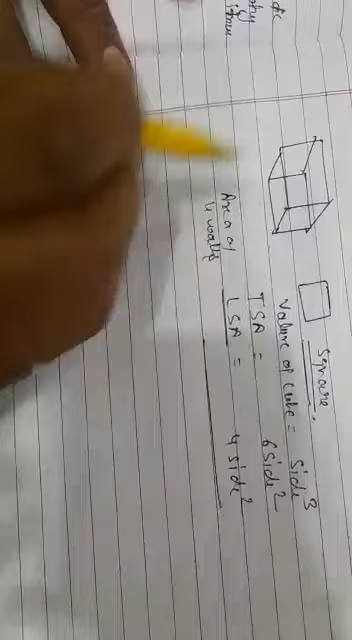 Square,
Volume of Cube = Side³
TSA = 6 Side²
Area of LSA = 4 Side²
4 walls